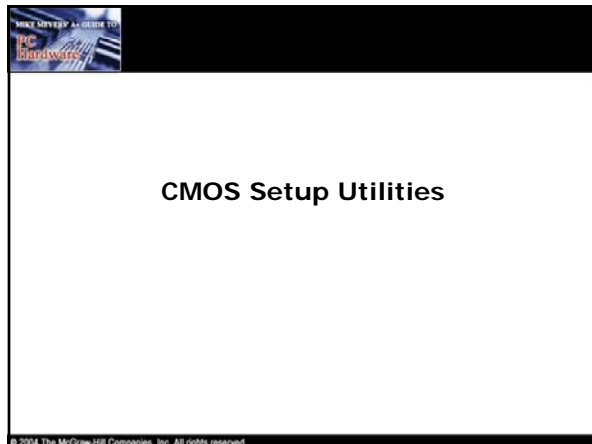 MIKE MEYERS' A+ GUIDE TO
PC
Hardware
CMOS Setup Utilities
© 2004 The McGraw-Hill Companies, Inc. All rights reserved.